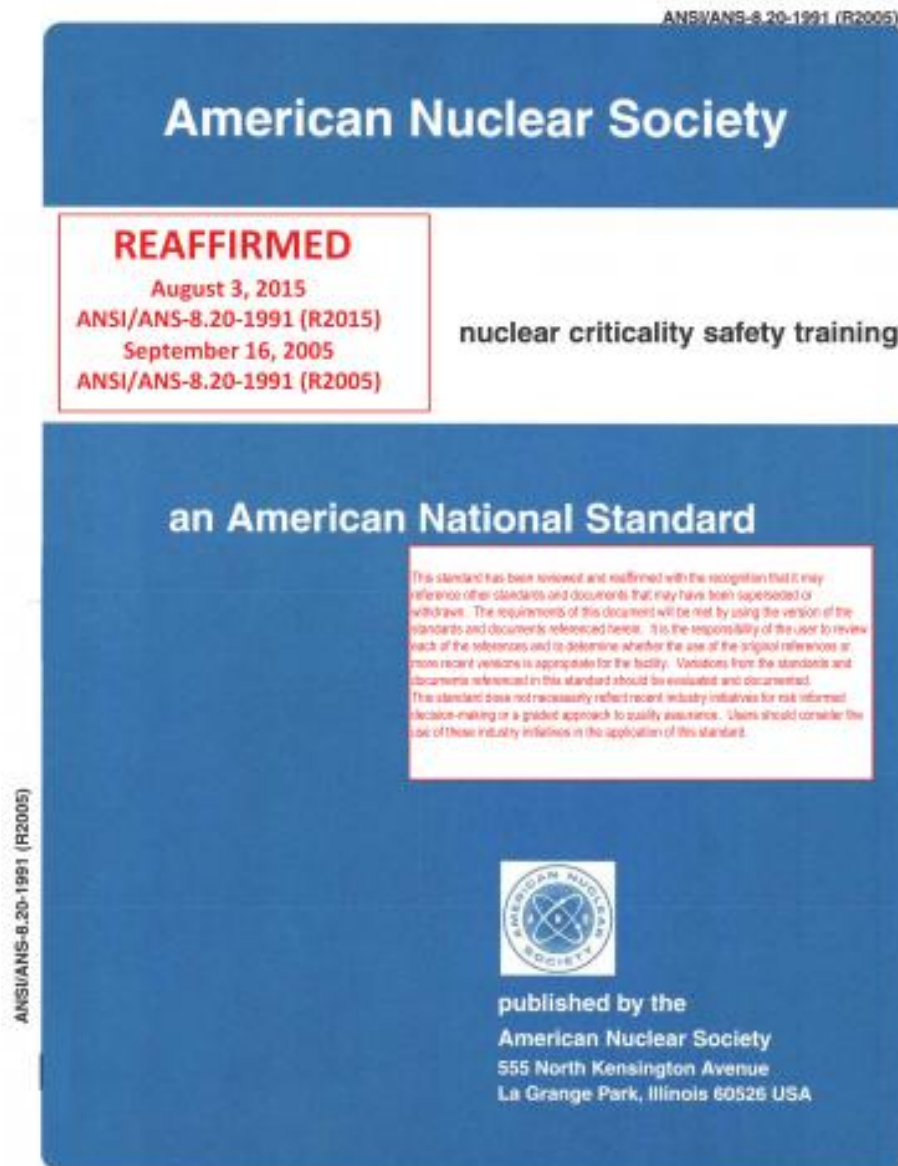 ANSI/ANS-8.20-1991 (R2005)
American Nuclear Society
REAFFIRMED
August 3, 2015
ANSI/ANS-8.20-1991 (R2015)
September 16, 2005
ANSI/ANS-8.20-1991 (R2005)
nuclear criticality safety training
an American National Standard
This standard has been reviewed and reaffirmed with the recognition that it may
reference other standards and documents that may have been superseded or
withdrawn. The requirements of this document will be met by using the version of the
standards and documents referenced herein. It is the responsibility of the user to review
each of the references and to determine whether the use of the original references or
more recent versions is appropriate for the facility. Variations from the standards and
documents referenced in this standard should be evaluated and documented.
This standard does not necessarily reflect recent industry initiatives for risk informed
decision-making or a graded approach to quality assurance. Users should consider the
use of these industry initiatives in the application of this standard.
ANSI/ANS-8.20-1991 (R2005)
AMERICAN NUCLEAR
SOCIETY
published by the
American Nuclear Society
555 North Kensington Avenue
La Grange Park, Illinois 60526 USA